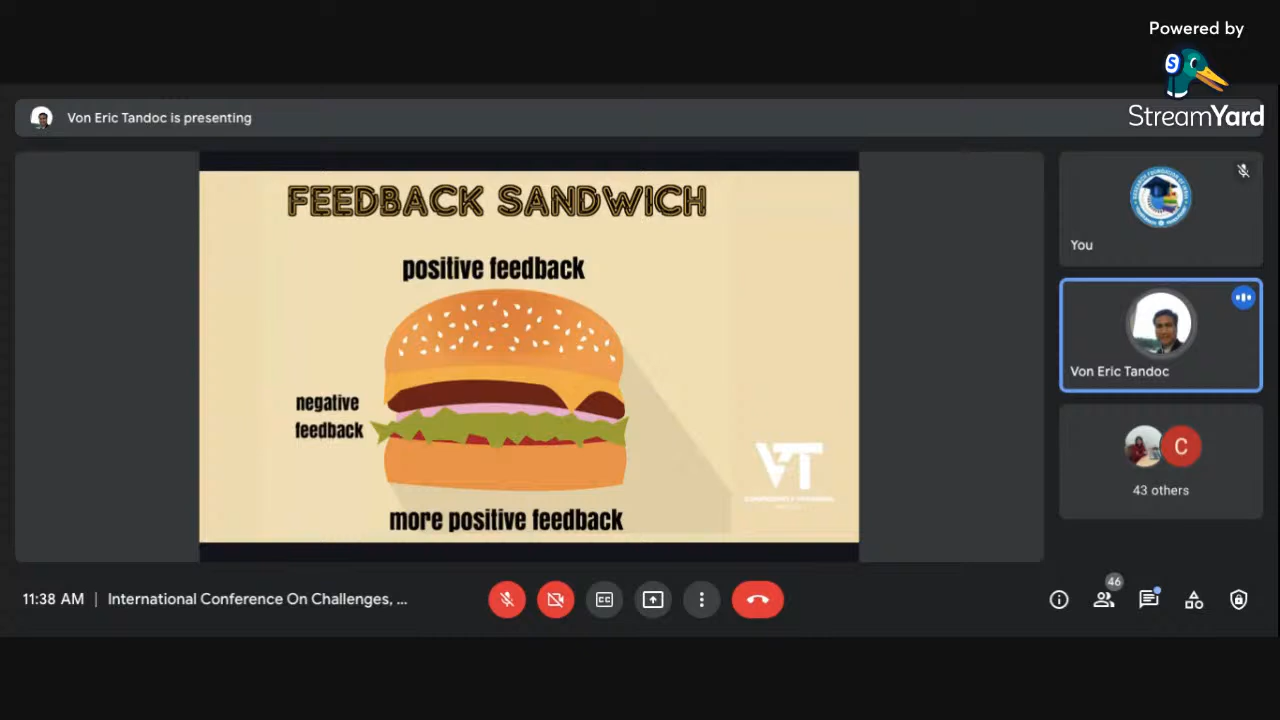 Powered by
StreamYard
Von Eric Tandoc is presenting
FEEDBACK SANDWICH
positive feedback
negative
feedback
more positive feedback
VT
You
Von Eric Tandoc
C
43 others
11:38 AM | International Conference On Challenges, ...
CC
46